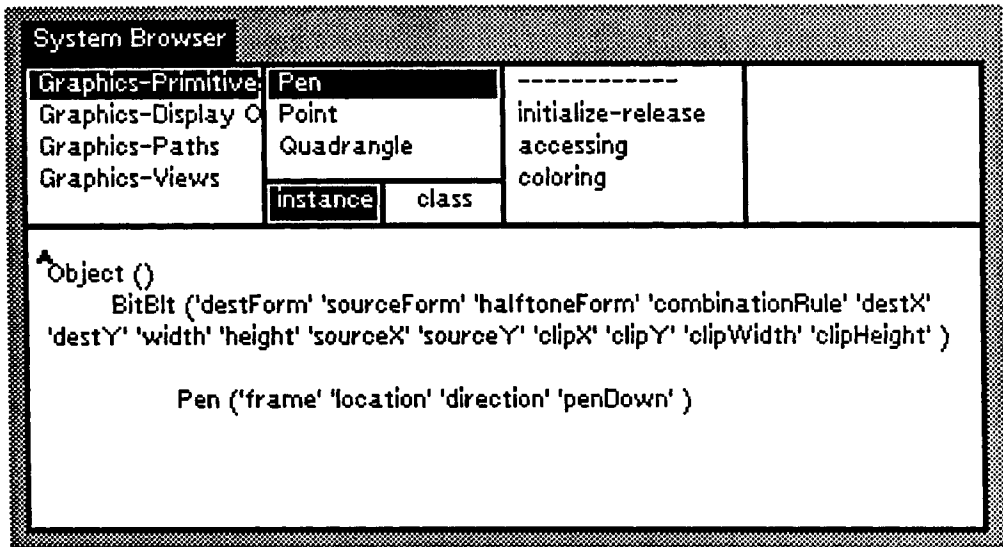 System Browser
Graphics-Primitive
Graphics-Display O
Graphics-Paths
Graphics-Views
Pen
Point
Quadrangle
instance class
-------------
initialize-release
accessing
coloring
Object ()
BitBlt ('destForm' 'sourceForm' 'halftoneForm' 'combinationRule' 'destX'
'destY' 'width' 'height' 'sourceX' 'sourceY' 'clipX' 'clipY' 'clipWidth' 'clipHeight' )
Pen ('frame' 'location' 'direction' 'penDown' )